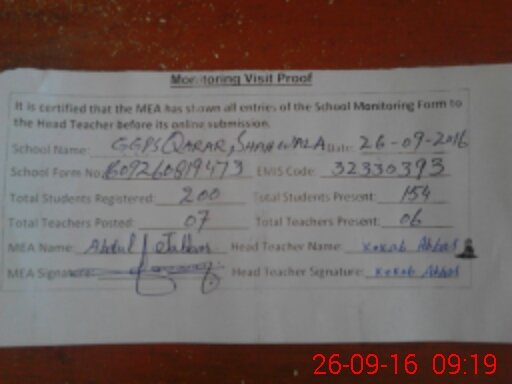 Monitoring Visit Proof
It is certified that the MEA has shown all entries of the School Monitoring Form to
the Head Teacher before its online submission.
School Name: GGPS QARAR SHAH WALA Date: 26-09-2016
School Form No. 1609260819473 EMIS Code: 32330393
Total Students Registered: 200 Total Students Present: 154
Total Teachers Posted: 07 Total Teachers Present: 06
MEA Name: Abdul Jabbar Head Teacher Name: Kokab Abbas
MEA Signature: Head Teacher Signature: Kokab Abbas
26-09-16 09:19